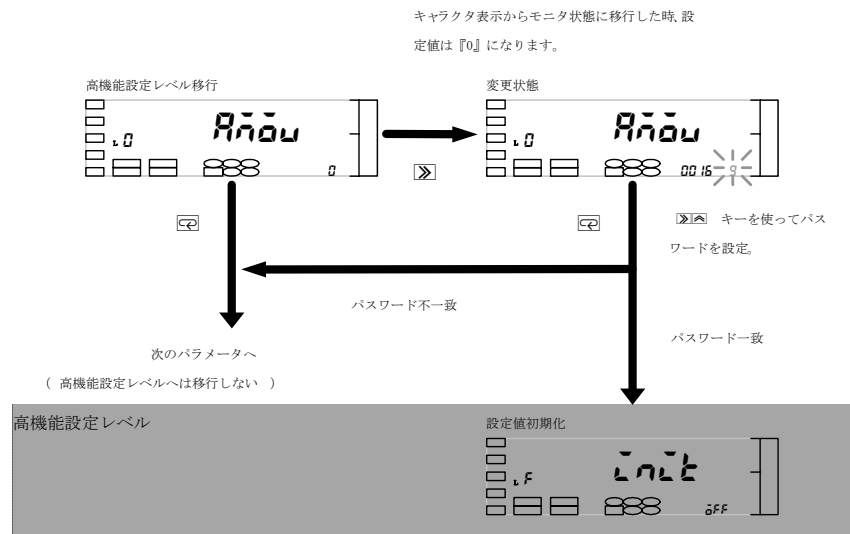 キャラクタ表示からモニタ状態に移行した時、設
定値は『0』になります。
高機能設定レベル移行
変更状態
L0
Amov
0
L0
Amov
0016 9
キーを使ってパス
ワードを設定。
パスワード不一致
パスワード一致
次のパラメータへ
( 高機能設定レベルへは移行しない )
高機能設定レベル
設定値初期化
LF
init
off